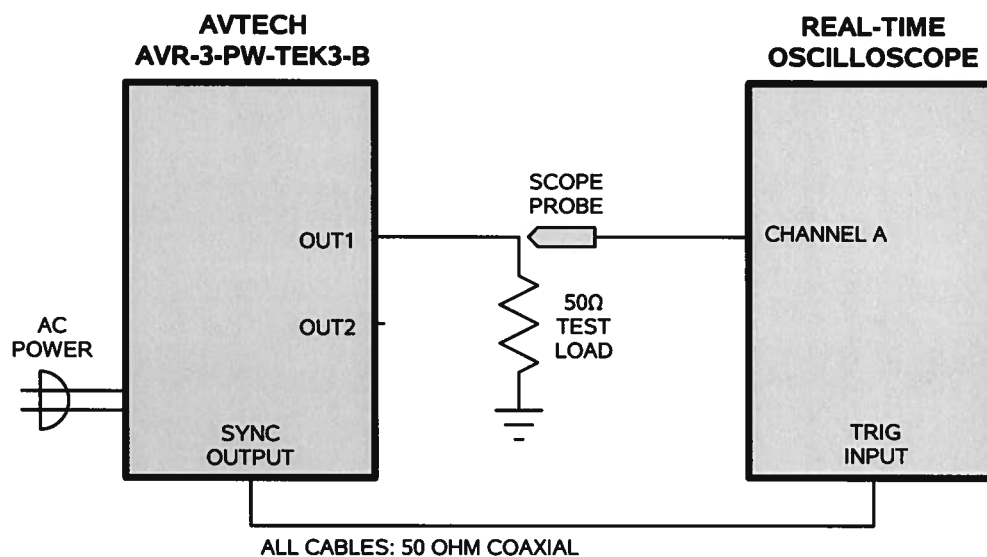 AVTECH
AVR-3-PW-TEK3-B
REAL-TIME
OSCILLOSCOPE
SCOPE
PROBE
OUT1
CHANNEL A
50Ω
TEST
LOAD
OUT2
AC
POWER
SYNC
OUTPUT
TRIG
INPUT
ALL CABLES: 50 OHM COAXIAL